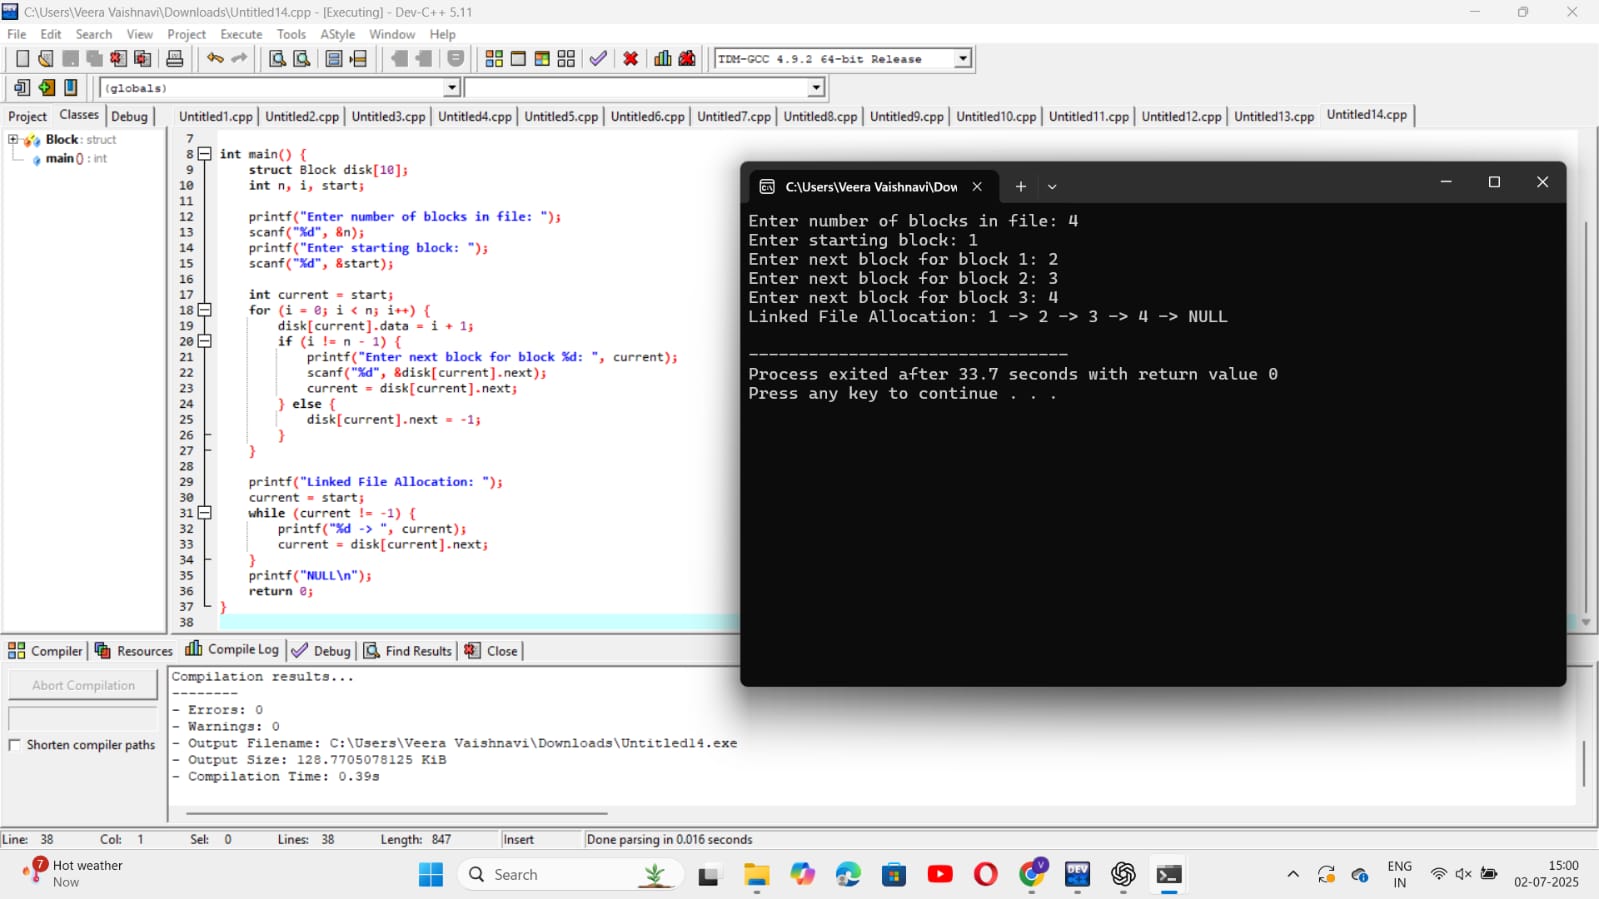 C:\Users\Veera Vaishnavi\Downloads\Untitled14.cpp - [Executing] - Dev-C++ 5.11
File Edit Search View Project Execute Tools AStyle Window Help
TDM-GCC 4.9.2 64-bit Release
(globals)
Project Classes Debug
Untitled1.cpp Untitled2.cpp Untitled3.cpp Untitled4.cpp Untitled5.cpp Untitled6.cpp Untitled7.cpp Untitled8.cpp Untitled9.cpp Untitled10.cpp Untitled11.cpp Untitled12.cpp Untitled13.cpp Untitled14.cpp
Block : struct
main () : int
7
8 int main() {
9 struct Block disk[10];
10 int n, i, start;
11
12 printf("Enter number of blocks in file: ");
13 scanf("%d", &n);
14 printf("Enter starting block: ");
15 scanf("%d", &start);
16
17 int current = start;
18 for (i = 0; i < n; i++) {
19 disk[current].data = i + 1;
20 if (i != n - 1) {
21 printf("Enter next block for block %d: ", current);
22 scanf("%d", &disk[current].next);
23 current = disk[current].next;
24 } else {
25 disk[current].next = -1;
26 }
27 }
28
29 printf("Linked File Allocation: ");
30 current = start;
31 while (current != -1) {
32 printf("%d -> ", current);
33 current = disk[current].next;
34 }
35 printf("NULL\n");
36 return 0;
37 }
38
C:\Users\Veera Vaishnavi\Dow
Enter number of blocks in file: 4
Enter starting block: 1
Enter next block for block 1: 2
Enter next block for block 2: 3
Enter next block for block 3: 4
Linked File Allocation: 1 -> 2 -> 3 -> 4 -> NULL
--------------------------------
Process exited after 33.7 seconds with return value 0
Press any key to continue . . .
Compiler Resources Compile Log Debug Find Results Close
Abort Compilation
Shorten compiler paths
Compilation results...
--------
- Errors: 0
- Warnings: 0
- Output Filename: C:\Users\Veera Vaishnavi\Downloads\Untitled14.exe
- Output Size: 128.7705078125 KiB
- Compilation Time: 0.39s
Line: 38 Col: 1 Sel: 0 Lines: 38 Length: 847 Insert Done parsing in 0.016 seconds
7
Hot weather
Now
Search
V
DEV
ENG
IN
15:00
02-07-2025